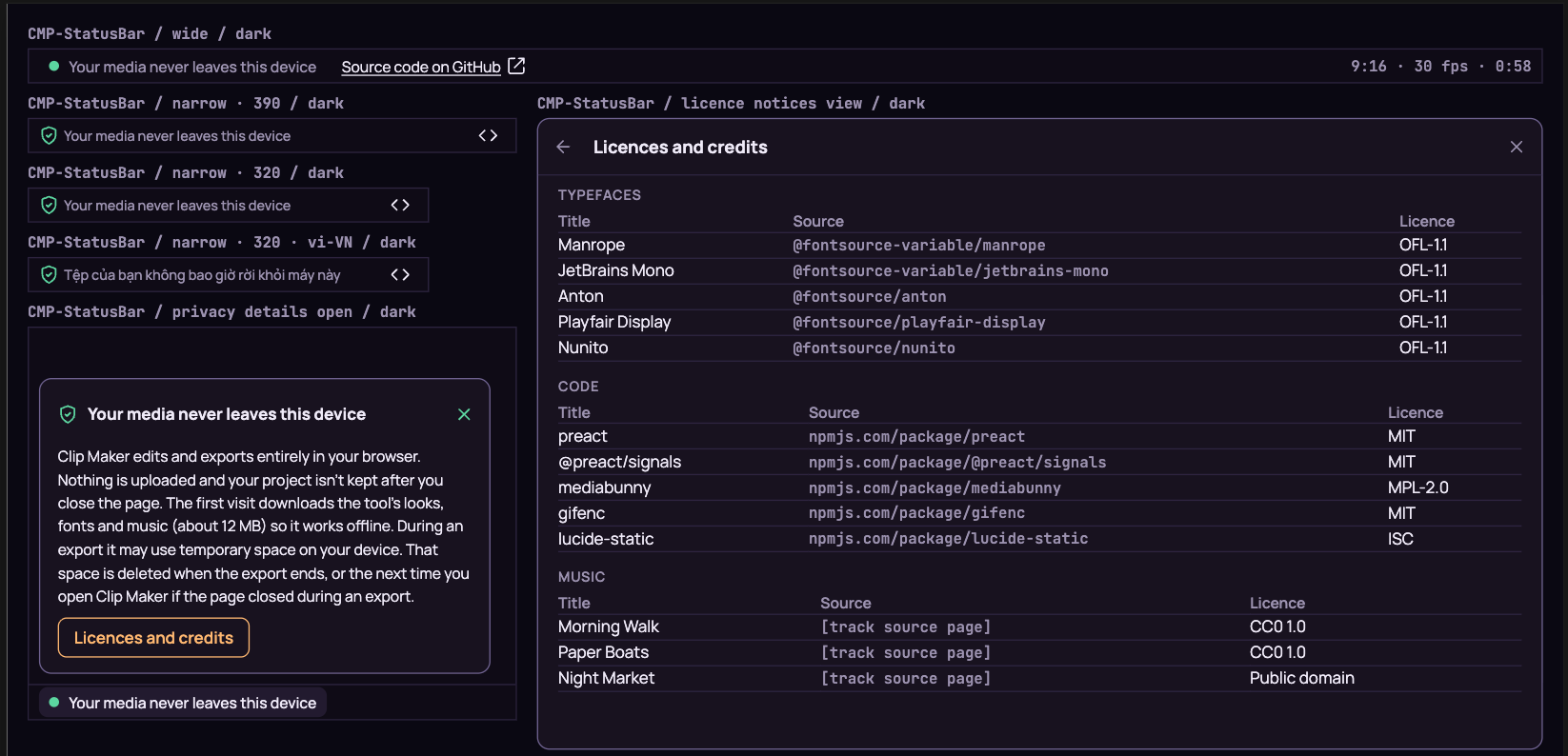 CMP-StatusBar / wide / dark
Your media never leaves this device Source code on GitHub 9:16 · 30 fps · 0:58
CMP-StatusBar / narrow · 390 / dark
Your media never leaves this device
CMP-StatusBar / narrow · 320 / dark
Your media never leaves this device
CMP-StatusBar / narrow · 320 · vi-VN / dark
Tệp của bạn không bao giờ rời khỏi máy này
CMP-StatusBar / privacy details open / dark
Your media never leaves this device
Clip Maker edits and exports entirely in your browser.
Nothing is uploaded and your project isn't kept after you
close the page. The first visit downloads the tool's looks,
fonts and music (about 12 MB) so it works offline. During an
export it may use temporary space on your device. That
space is deleted when the export ends, or the next time you
open Clip Maker if the page closed during an export.
Licences and credits
Your media never leaves this device
CMP-StatusBar / licence notices view / dark
Licences and credits
TYPEFACES
Title Source Licence
Manrope @fontsource-variable/manrope OFL-1.1
JetBrains Mono @fontsource-variable/jetbrains-mono OFL-1.1
Anton @fontsource/anton OFL-1.1
Playfair Display @fontsource/playfair-display OFL-1.1
Nunito @fontsource/nunito OFL-1.1
CODE
Title Source Licence
preact npmjs.com/package/preact MIT
@preact/signals npmjs.com/package/@preact/signals MIT
mediabunny npmjs.com/package/mediabunny MPL-2.0
gifenc npmjs.com/package/gifenc MIT
lucide-static npmjs.com/package/lucide-static ISC
MUSIC
Title Source Licence
Morning Walk [track source page] CC0 1.0
Paper Boats [track source page] CC0 1.0
Night Market [track source page] Public domain